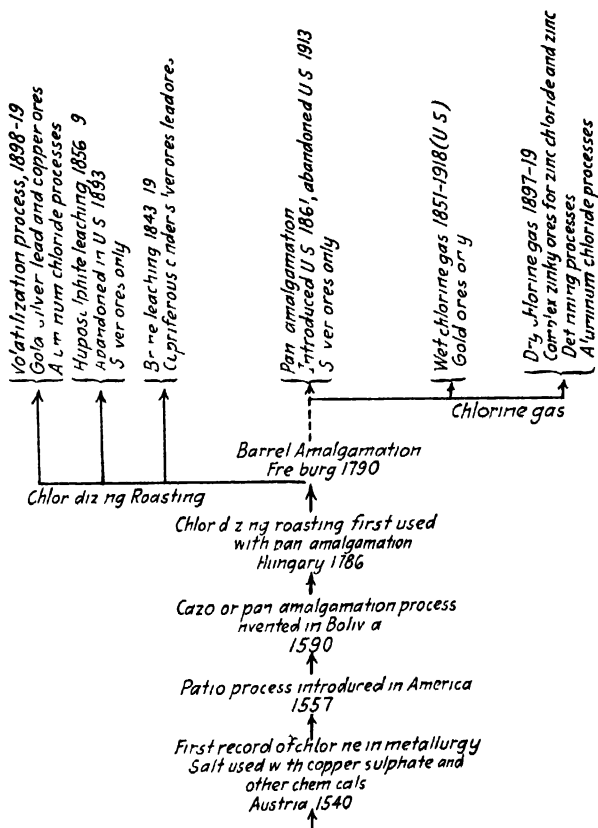 Volatilization process, 1898-19
Gold silver lead and copper ores
Aluminum chloride processes
Hyposulphite leaching, 1856 9
Abandoned in U S 1893
Silver ores only
Brine leaching 1843 19
Cupriferous cinders silver ores lead ores
Pan amalgamation
Introduced U S 1861, abandoned U S 1913
Silver ores only
Wet chlorine gas 1851-1918 (U S)
Gold ores only
Dry chlorine gas 1897-19
Complex zinky ores for zinc chloride and zinc
Detinning processes
Aluminum chloride processes
Chlorine gas
Barrel Amalgamation
Freiburg 1790
Chloridizing Roasting
Chloridizing roasting first used
with pan amalgamation
Hungary 1786
Cazo or pan amalgamation process
invented in Bolivia
1590
Patio process introduced in America
1557
First record of chlorine in metallurgy
Salt used with copper sulphate and
other chemicals
Austria 1540